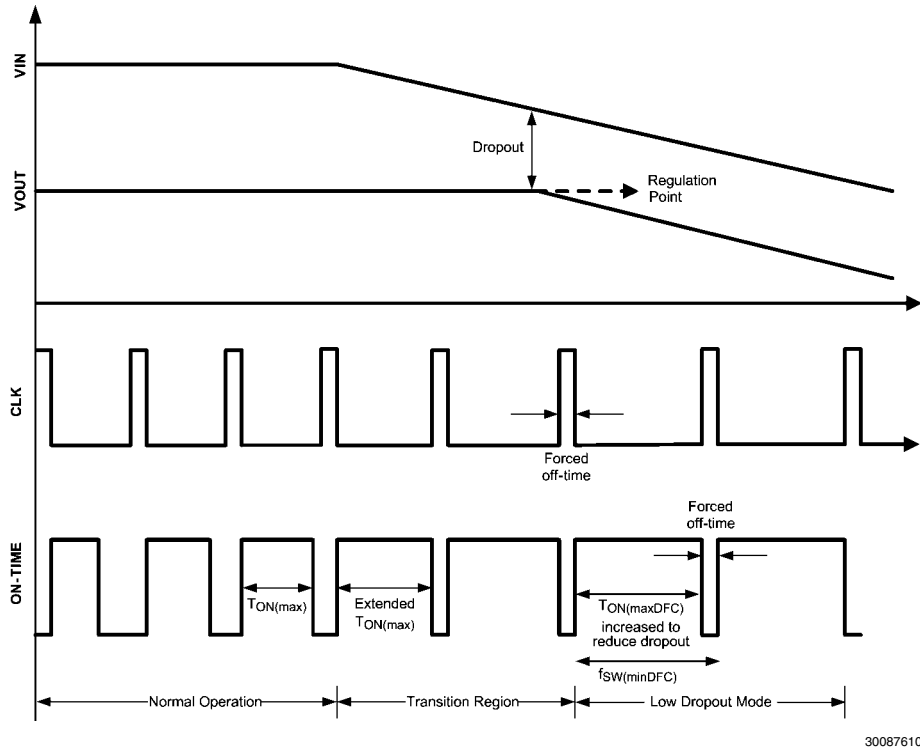 VIN
Dropout
VOUT
Regulation
Point
CLK
Forced
off-time
Forced
off-time
ON-TIME
TON(max)
Extended
TON(max)
TON(maxDFC)
increased to
reduce dropout
fSW(minDFC)
Normal Operation
Transition Region
Low Dropout Mode
30087610